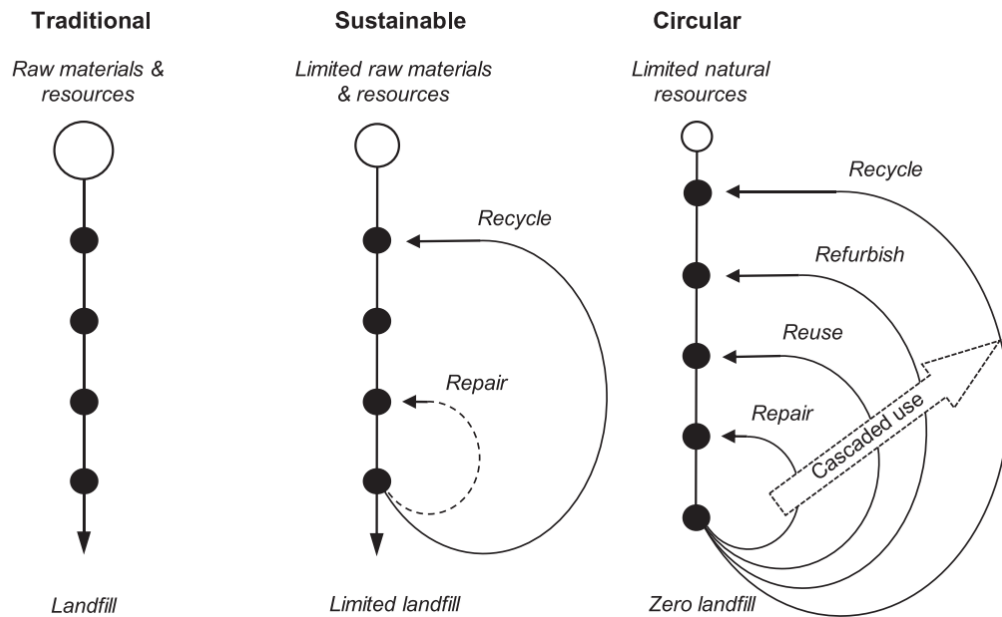 Traditional
Raw materials &
resources
Landfill
Sustainable
Limited raw materials
& resources
Recycle
Repair
Limited landfill
Circular
Limited natural
resources
Recycle
Refurbish
Reuse
Repair
Cascaded use
Zero landfill